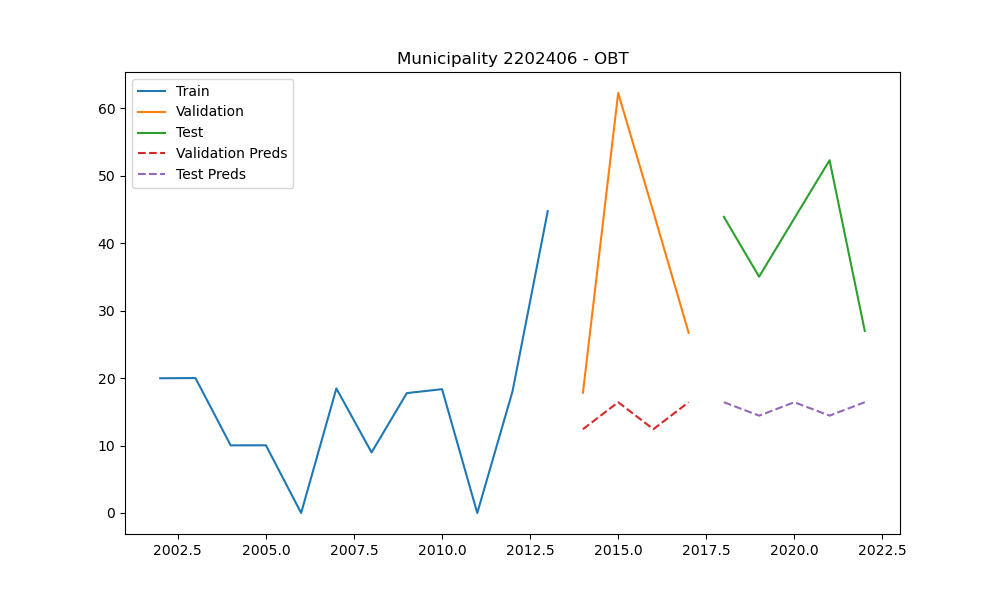 Municipality 2202406 - OBT
Train
Validation
Test
Validation Preds
Test Preds
60
50
40
30
20
10
0
2002.5 2005.0 2007.5 2010.0 2012.5 2015.0 2017.5 2020.0 2022.5